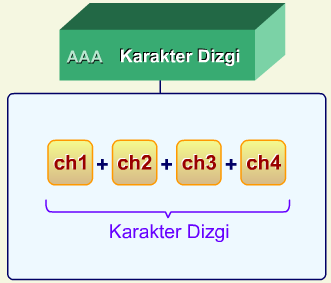 AAA Karakter Dizgi
ch1 + ch2 + ch3 + ch4
Karakter Dizgi